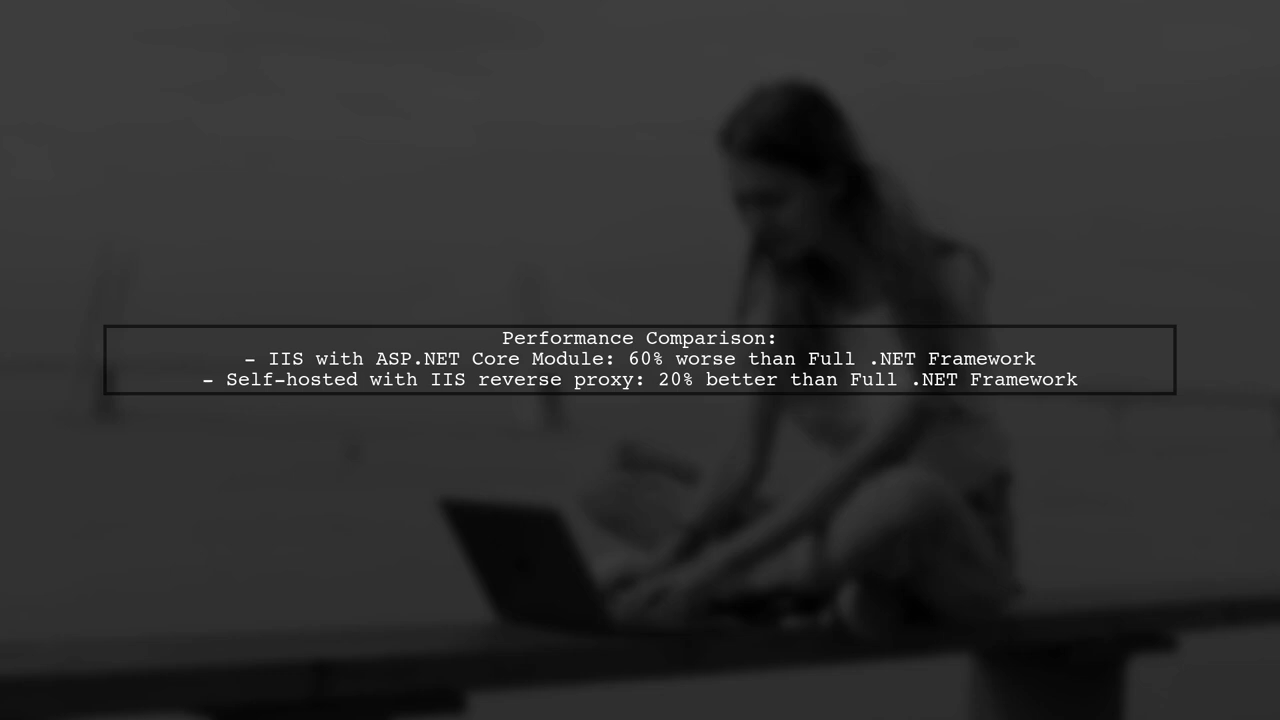 Performance Comparison:
- IIS with ASP.NET Core Module: 60% worse than Full .NET Framework
- Self-hosted with IIS reverse proxy: 20% better than Full .NET Framework